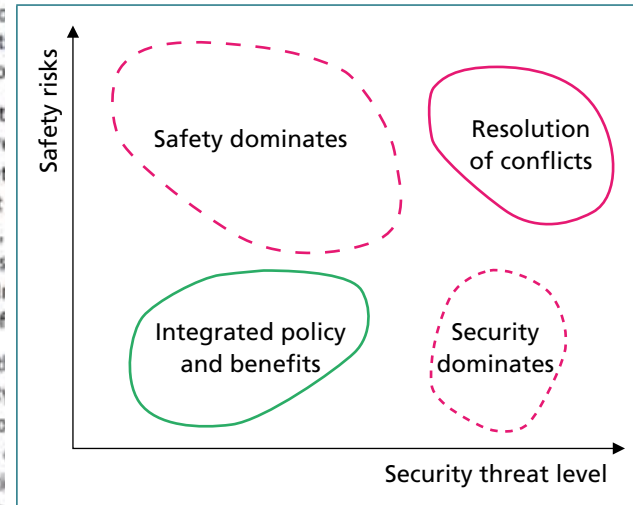 Safety risks
Safety dominates
Resolution
of conflicts
Integrated policy
and benefits
Security
dominates
Security threat level